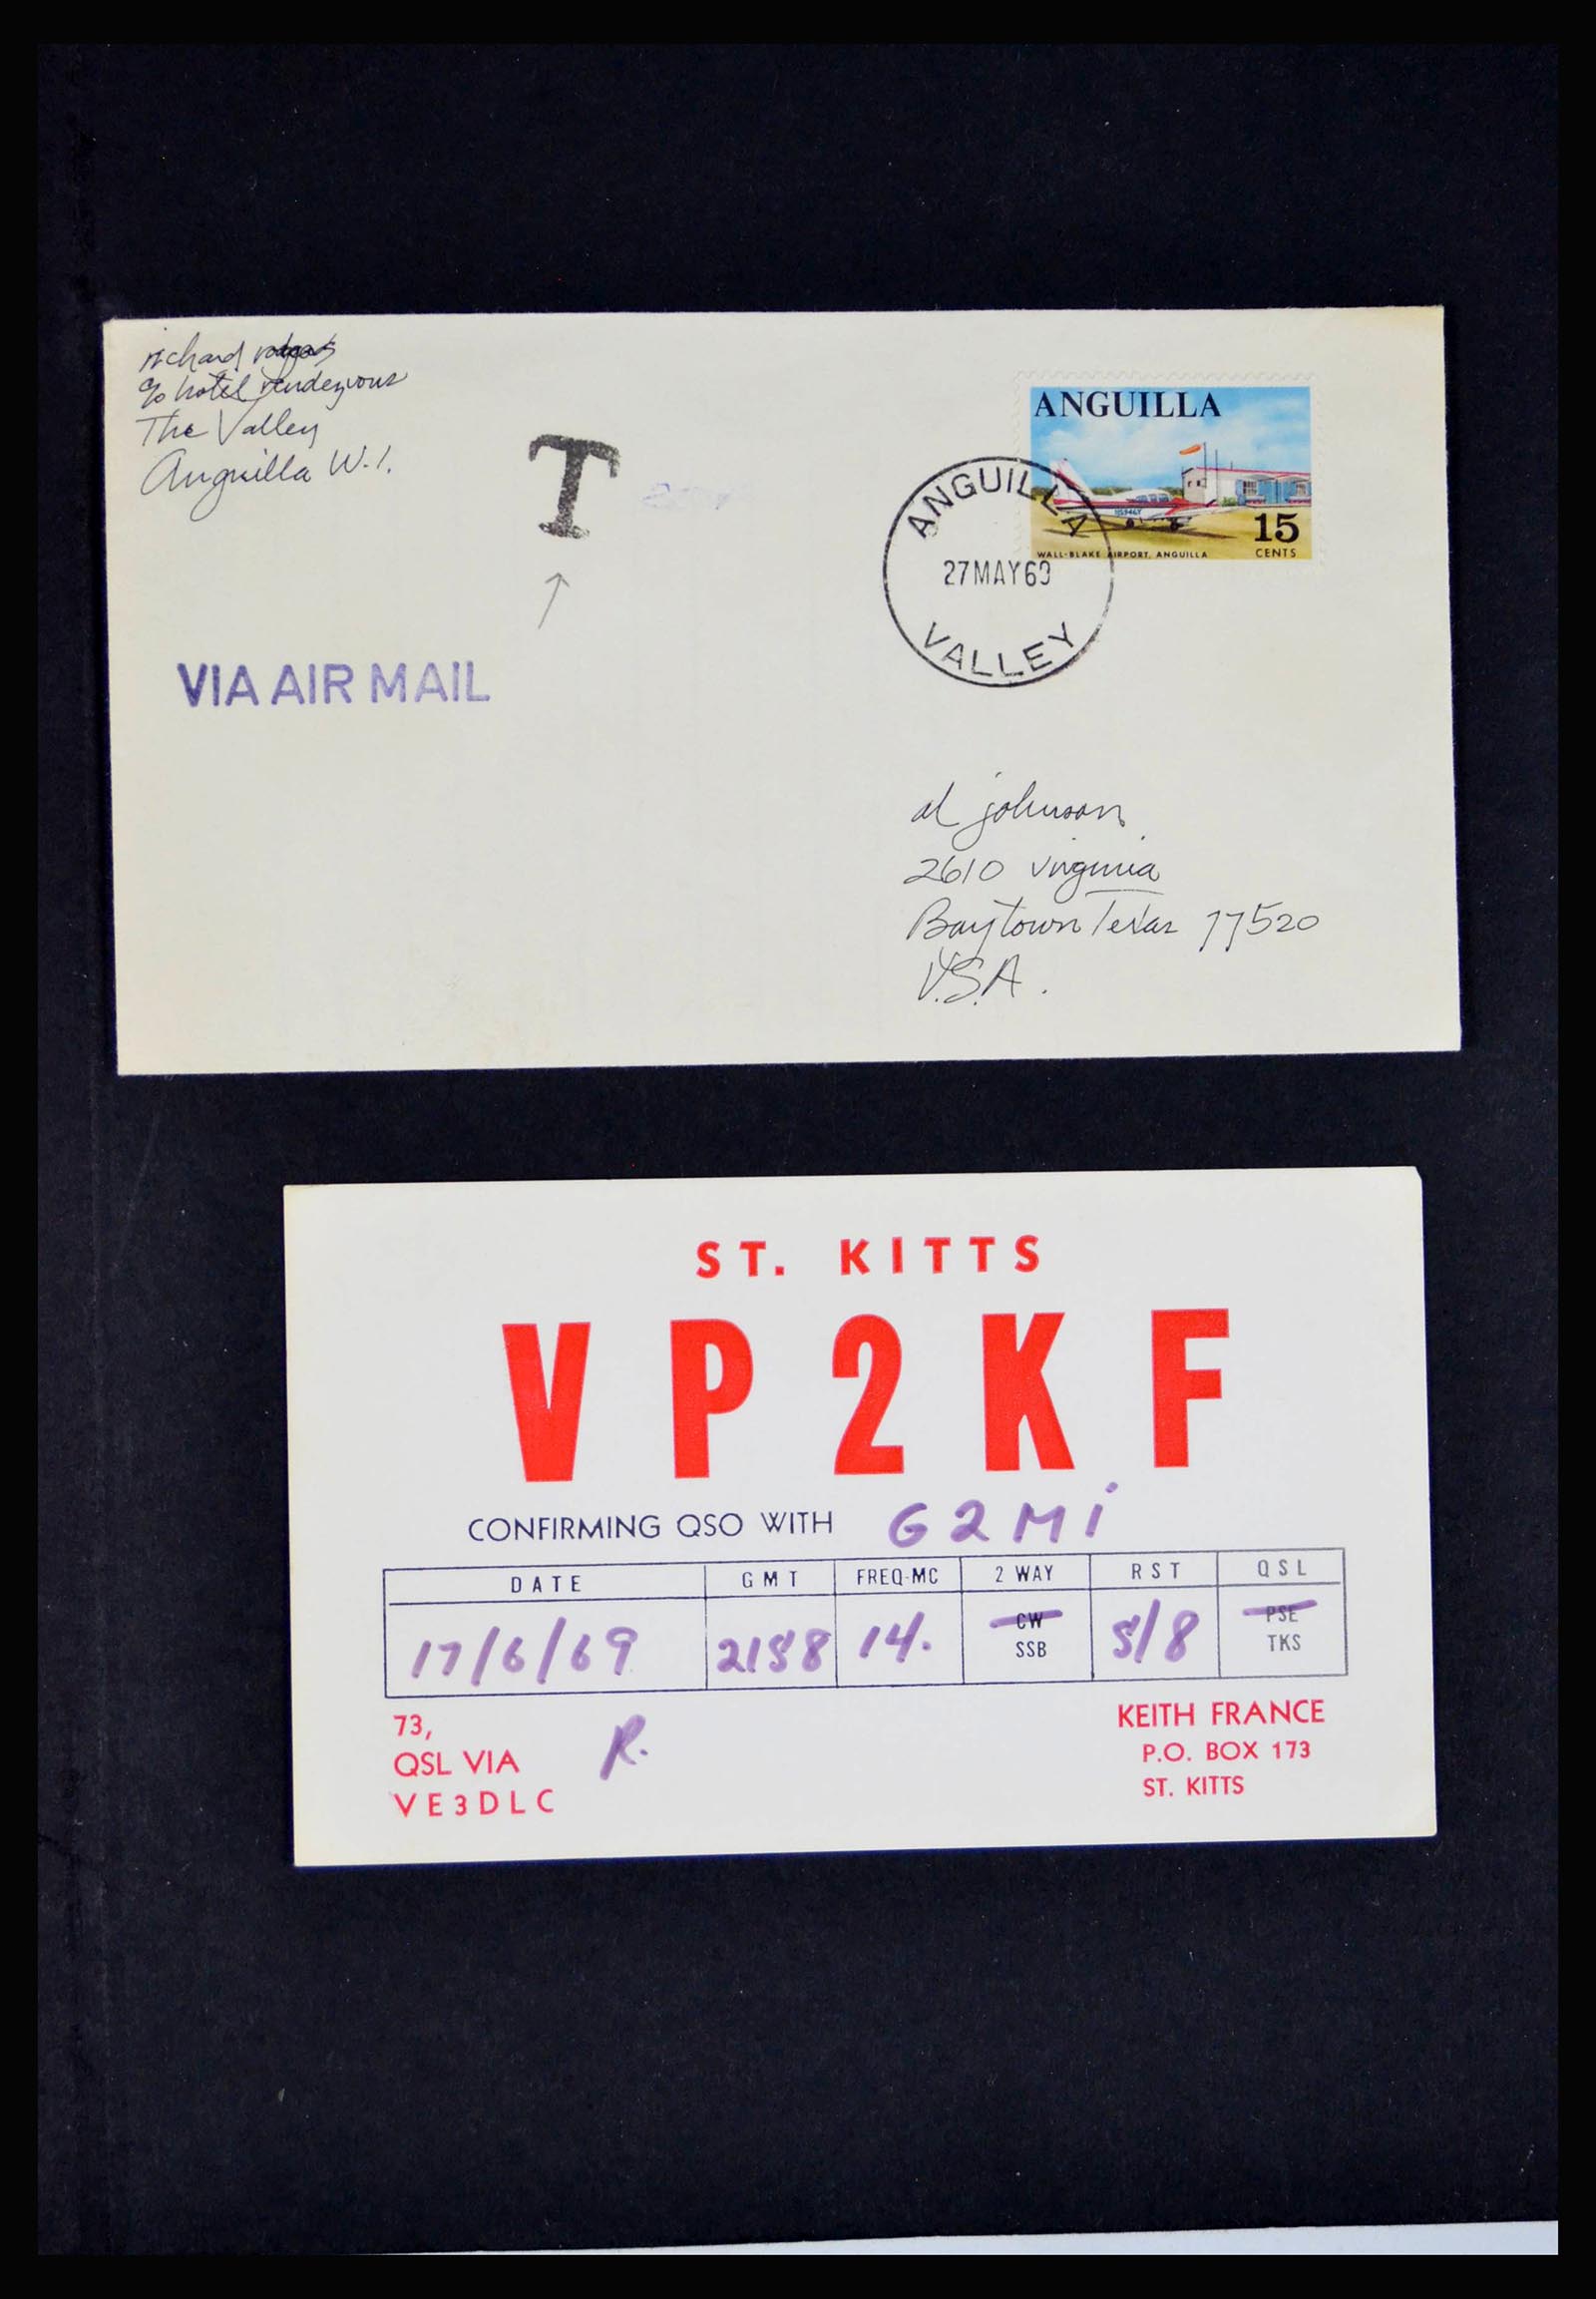 richard
c/o hotel rendezvous
The Valley
Anguilla W.I.
T
VIA AIR MAIL
ANGUILLA
N5946Y
15
CENTS
WALL-BLAKE AIRPORT, ANGUILLA
ANGUILLA
27 MAY 69
VALLEY
al johnson
2610 virginia
Baytown Texas 77520
U.S.A.
ST. KITTS
VP2KF
CONFIRMING QSO WITH G2Mi
DATE GMT FREQ-MC 2 WAY RST QSL
17/6/69 2158 14. CW SSB 5/8 PSE TKS
73, R.
QSL VIA
VE3DLC
KEITH FRANCE
P.O. BOX 173
ST. KITTS